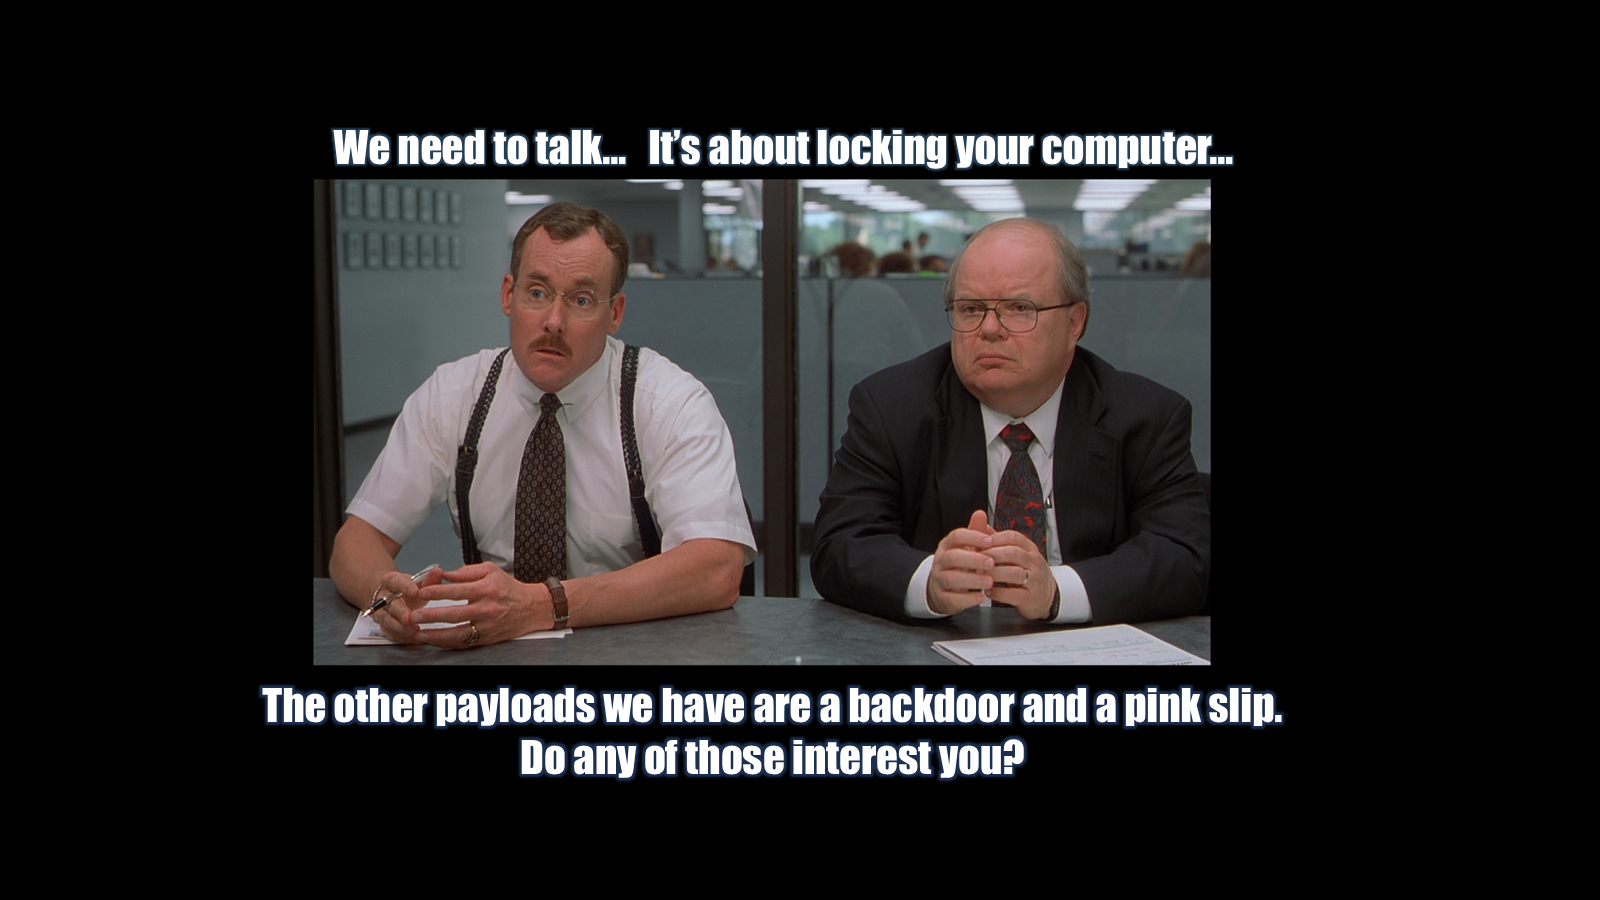 We need to talk... It's about locking your computer...
The other payloads we have are a backdoor and a pink slip.
Do any of those interest you?